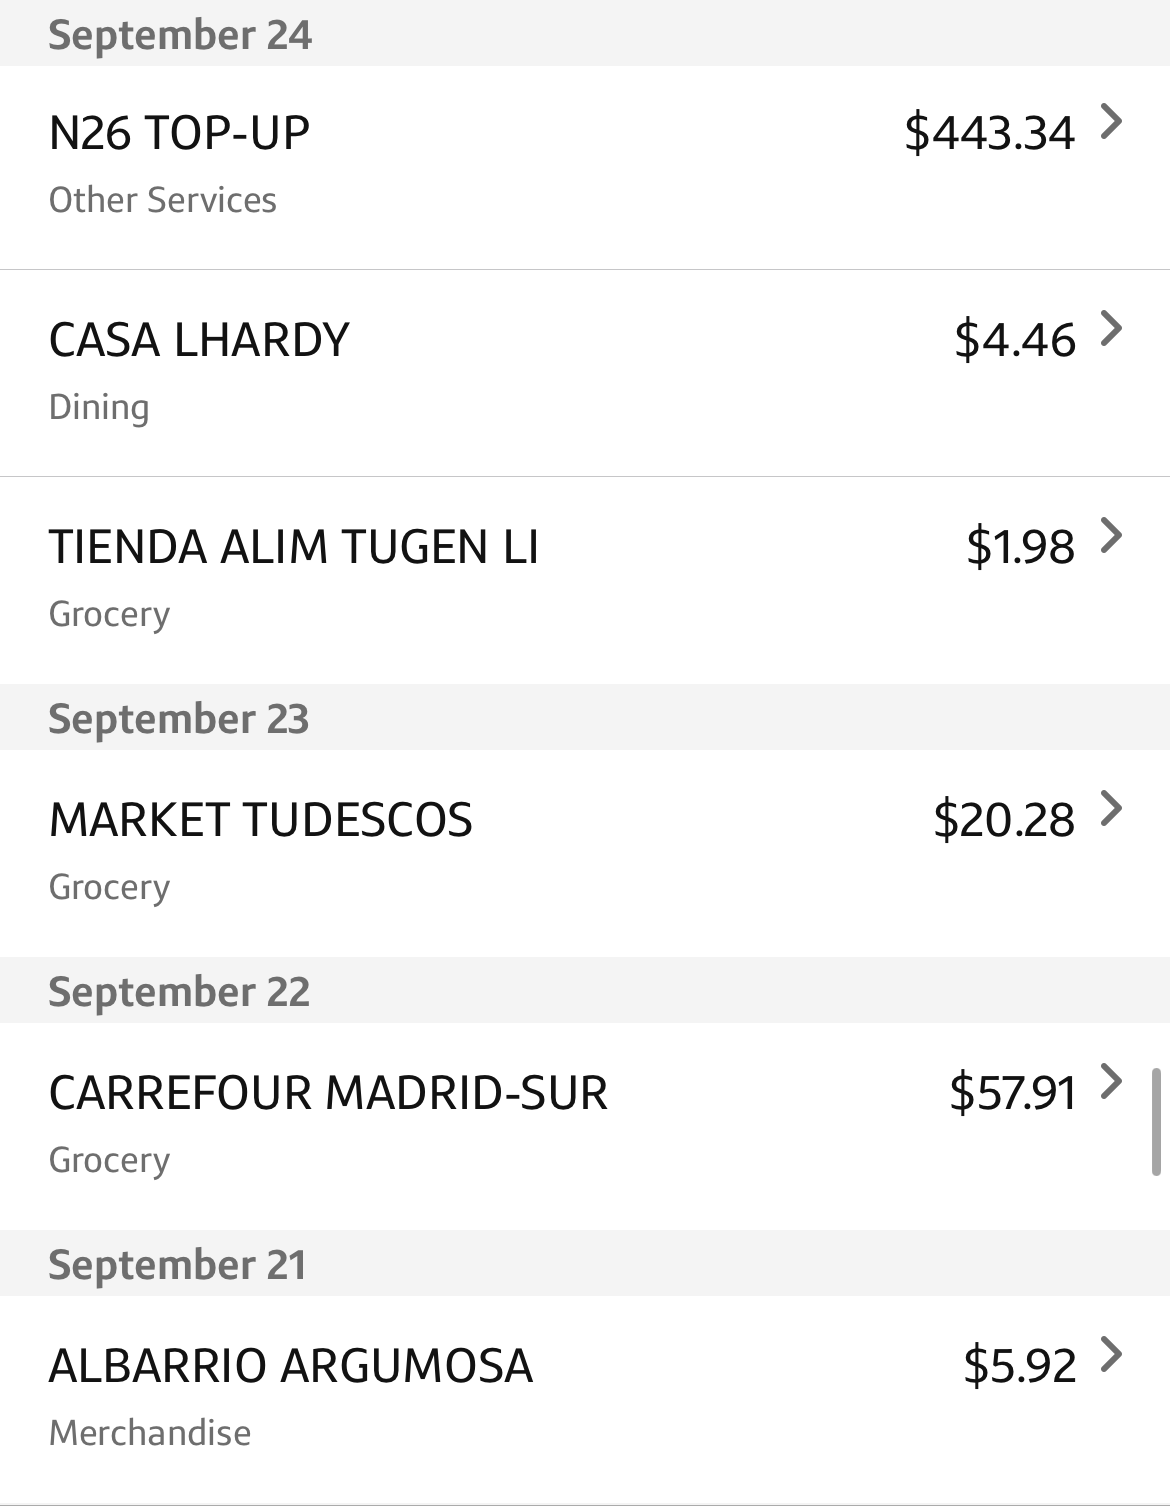 September 24
N26 TOP-UP $443.34
Other Services
CASA LHARDY $4.46
Dining
TIENDA ALIM TUGEN LI $1.98
Grocery
September 23
MARKET TUDESCOS $20.28
Grocery
September 22
CARREFOUR MADRID-SUR $57.91
Grocery
September 21
ALBARRIO ARGUMOSA $5.92
Merchandise